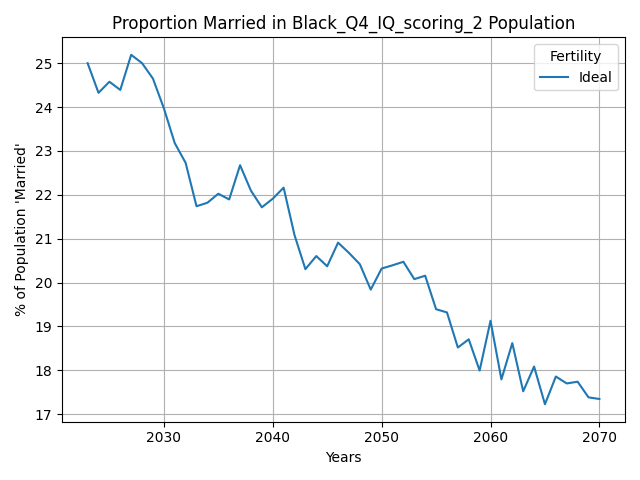 Proportion Married in Black_Q4_IQ_scoring_2 Population
Fertility
Ideal
% of Population 'Married'
25
24
23
22
21
20
19
18
17
2030
2040
2050
2060
2070
Years